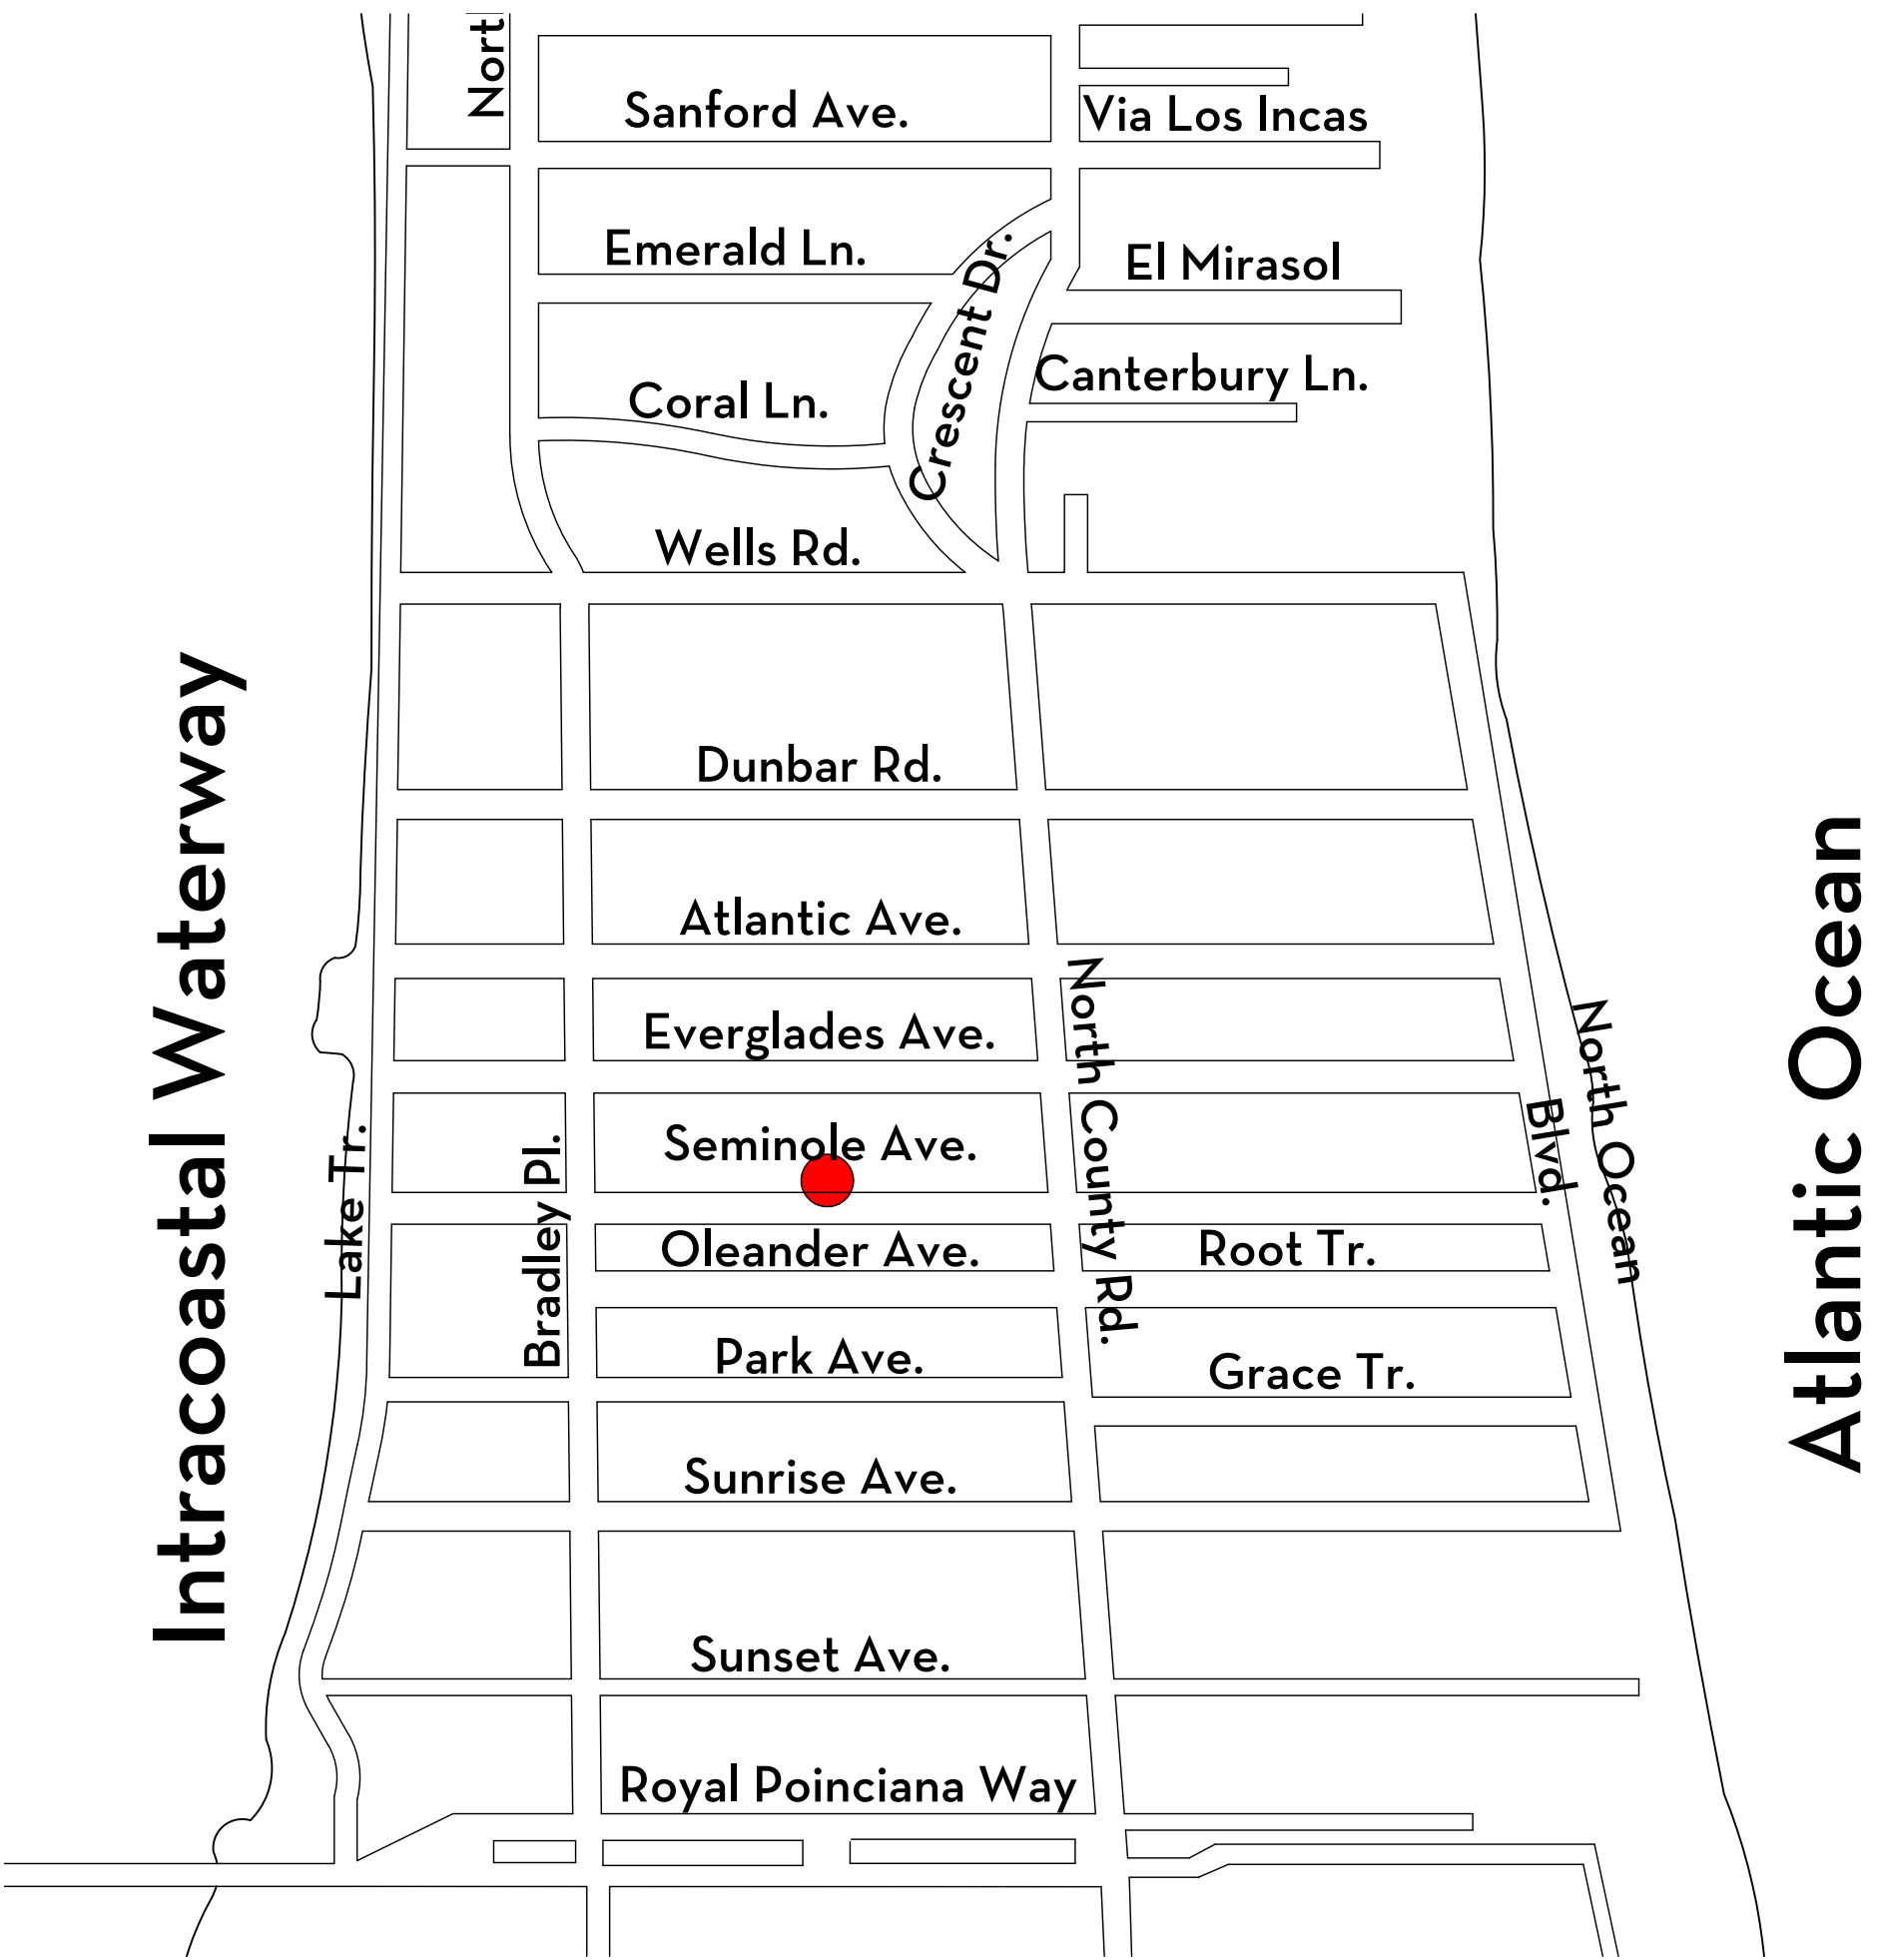 Nort
Sanford Ave.
Via Los Incas
Emerald Ln.
El Mirasol
Crescent Dr.
Canterbury Ln.
Coral Ln.
Wells Rd.
Dunbar Rd.
Atlantic Ave.
Everglades Ave.
North County Rd.
North Ocean
Blvd.
Seminole Ave.
Lake Tr.
Bradley Pl.
Oleander Ave.
Root Tr.
Park Ave.
Grace Tr.
Sunrise Ave.
Sunset Ave.
Royal Poinciana Way
Intracoastal Waterway
Atlantic Ocean